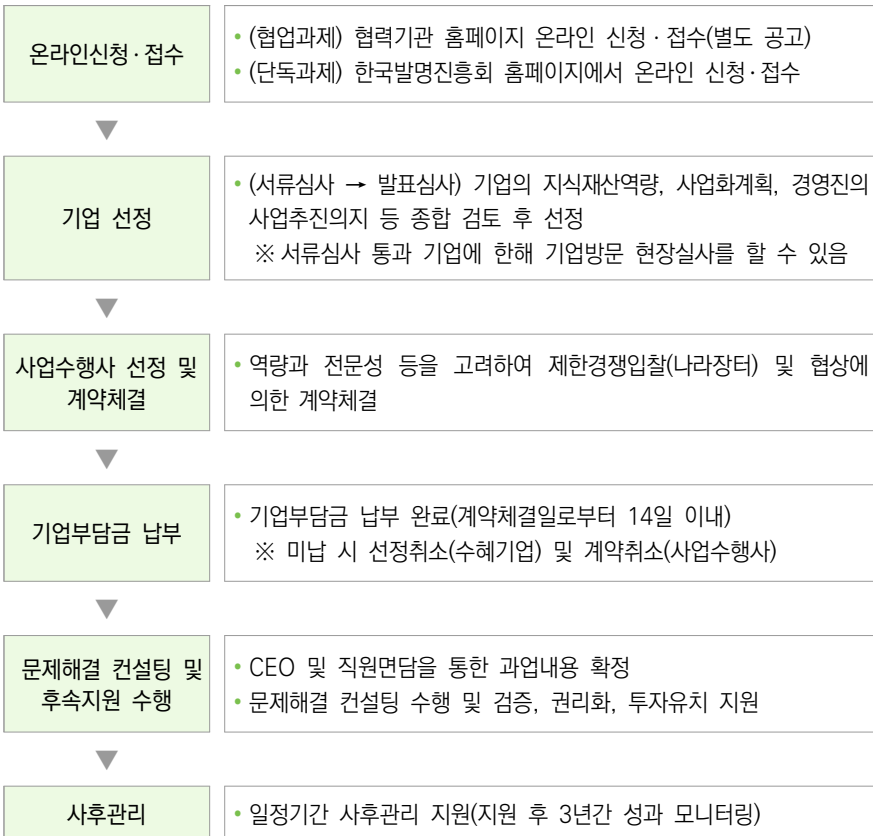 온라인신청·접수
• (협업과제) 협력기관 홈페이지 온라인 신청·접수(별도 공고)
• (단독과제) 한국발명진흥회 홈페이지에서 온라인 신청·접수
▼
기업 선정
• (서류심사 → 발표심사) 기업의 지식재산역량, 사업화계획, 경영진의
사업추진의지 등 종합 검토 후 선정
※ 서류심사 통과 기업에 한해 기업방문 현장실사를 할 수 있음
▼
사업수행사 선정 및
계약체결
• 역량과 전문성 등을 고려하여 제한경쟁입찰(나라장터) 및 협상에
의한 계약체결
▼
기업부담금 납부
• 기업부담금 납부 완료(계약체결일로부터 14일 이내)
※ 미납 시 선정취소(수혜기업) 및 계약취소(사업수행사)
▼
문제해결 컨설팅 및
후속지원 수행
• CEO 및 직원면담을 통한 과업내용 확정
• 문제해결 컨설팅 수행 및 검증, 권리화, 투자유치 지원
▼
사후관리
• 일정기간 사후관리 지원(지원 후 3년간 성과 모니터링)